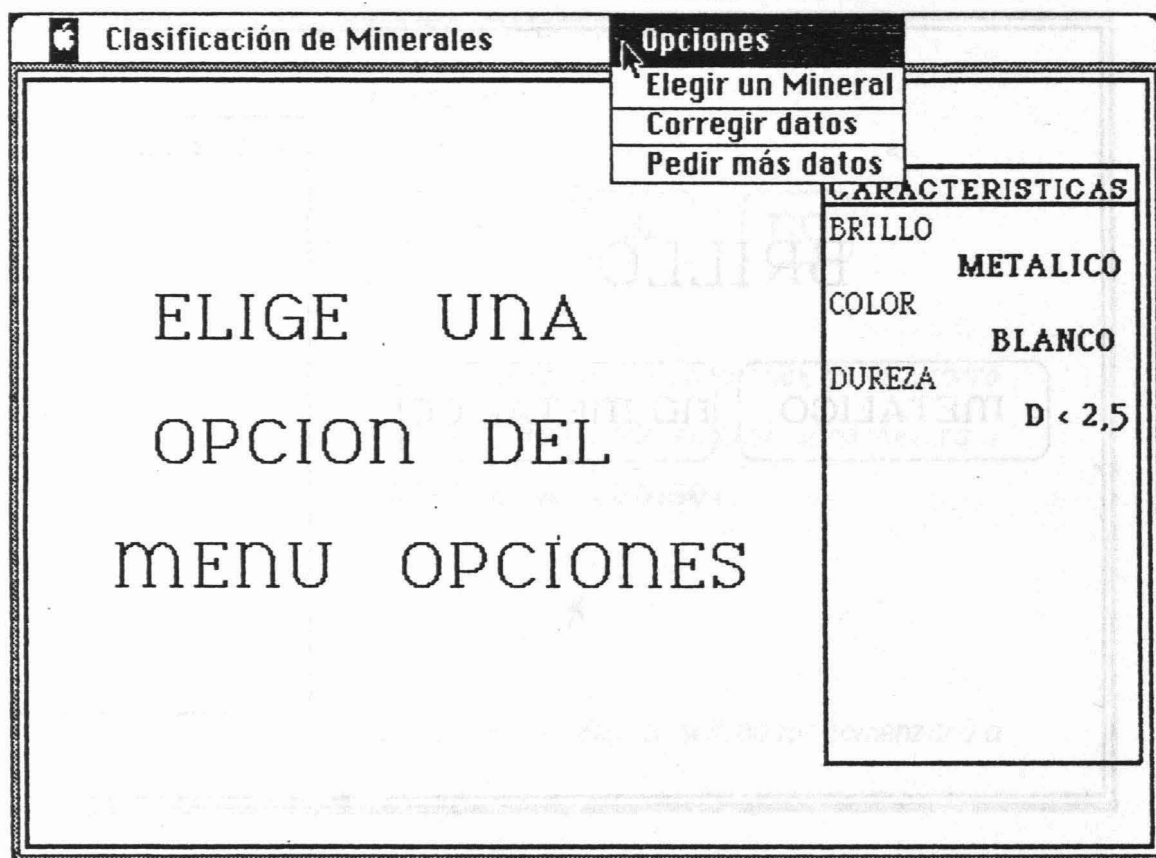 Clasificación de Minerales
Opciones
Elegir un Mineral
Corregir datos
Pedir más datos
CARACTERISTICAS
BRILLO
METALICO
COLOR
BLANCO
DUREZA
D < 2,5
ELIGE UNA
OPCION DEL
MENU OPCIONES